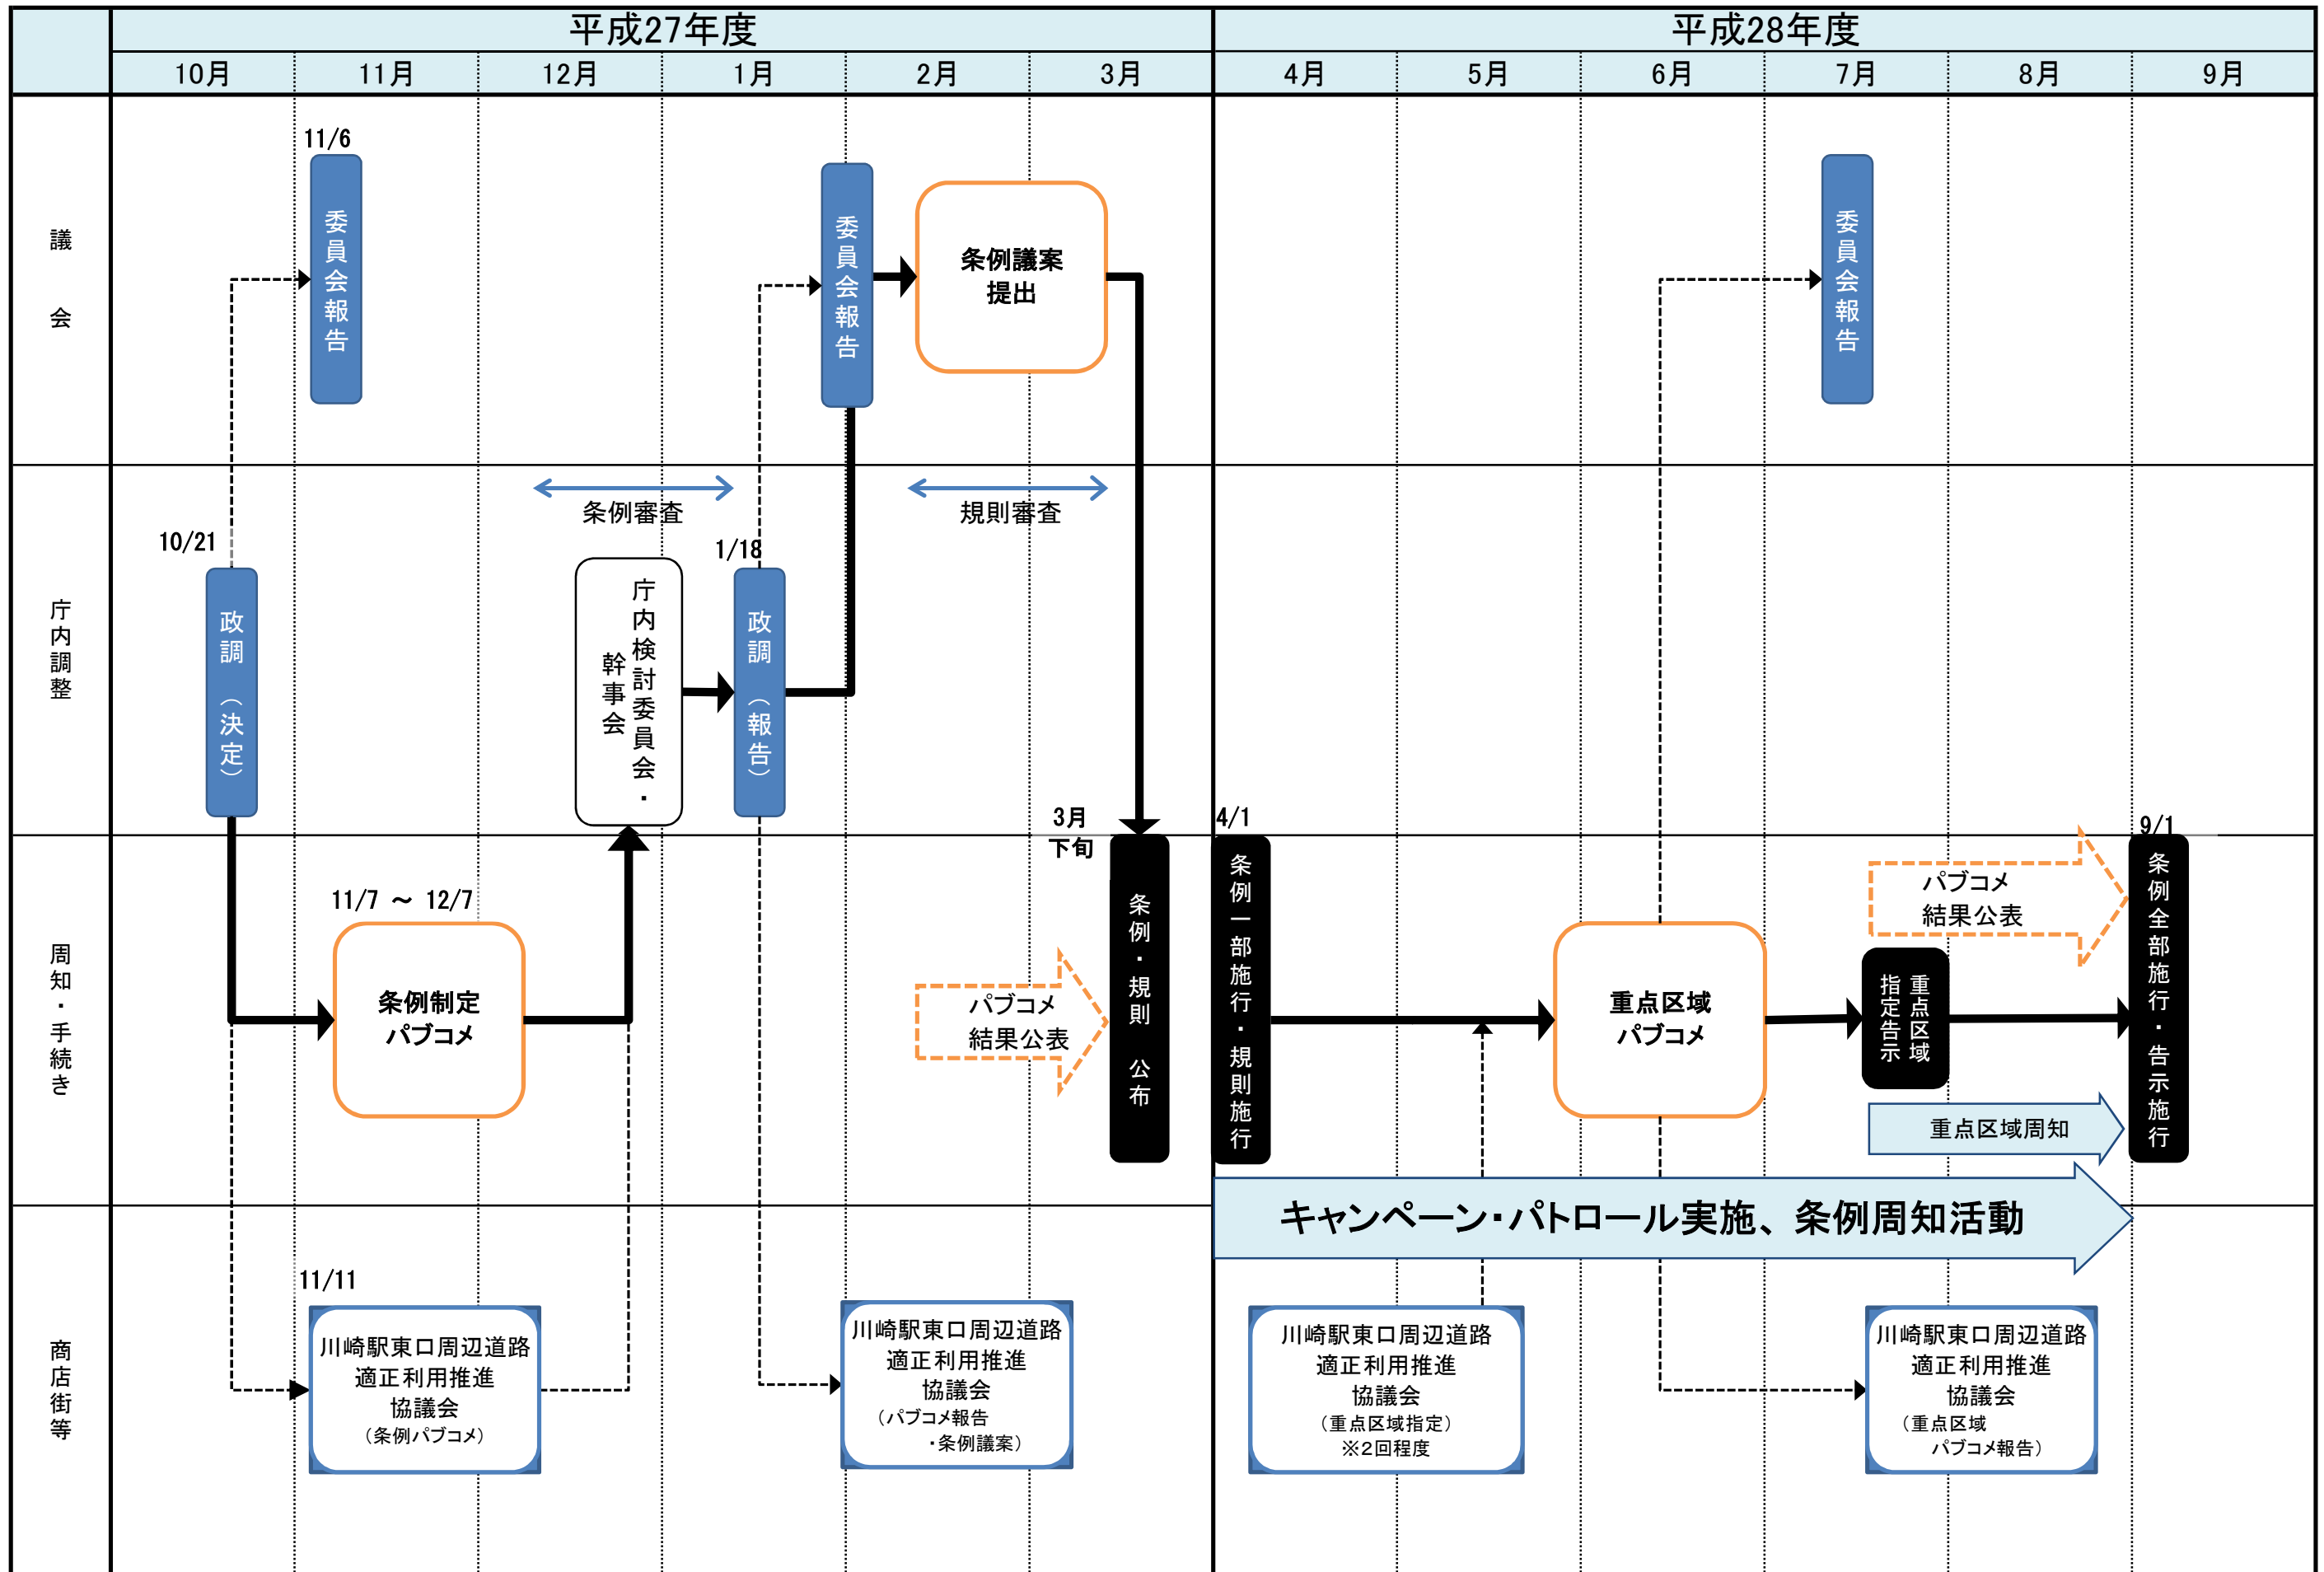 平成27年度
平成28年度
10月
11月
12月
1月
2月
3月
4月
5月
6月
7月
8月
9月
議会
11/6
委員会報告
委員会報告
条例議案
提出
委員会報告
庁内調整
条例審査
規則審査
10/21
政調（決定）
庁内検討委員会・
幹事会
1/18
政調（報告）
周知・手続き
11/7 ～ 12/7
条例制定
パブコメ
パブコメ
結果公表
3月
下旬
条例・規則 公布
4/1
条例一部施行・規則施行
重点区域
パブコメ
パブコメ
結果公表
重点区域
指定告示
重点区域周知
9/1
条例全部施行・告示施行
キャンペーン・パトロール実施、条例周知活動
商店街等
11/11
川崎駅東口周辺道路
適正利用推進
協議会
（条例パブコメ）
川崎駅東口周辺道路
適正利用推進
協議会
（パブコメ報告
・条例議案）
川崎駅東口周辺道路
適正利用推進
協議会
（重点区域指定）
※2回程度
川崎駅東口周辺道路
適正利用推進
協議会
（重点区域
パブコメ報告）